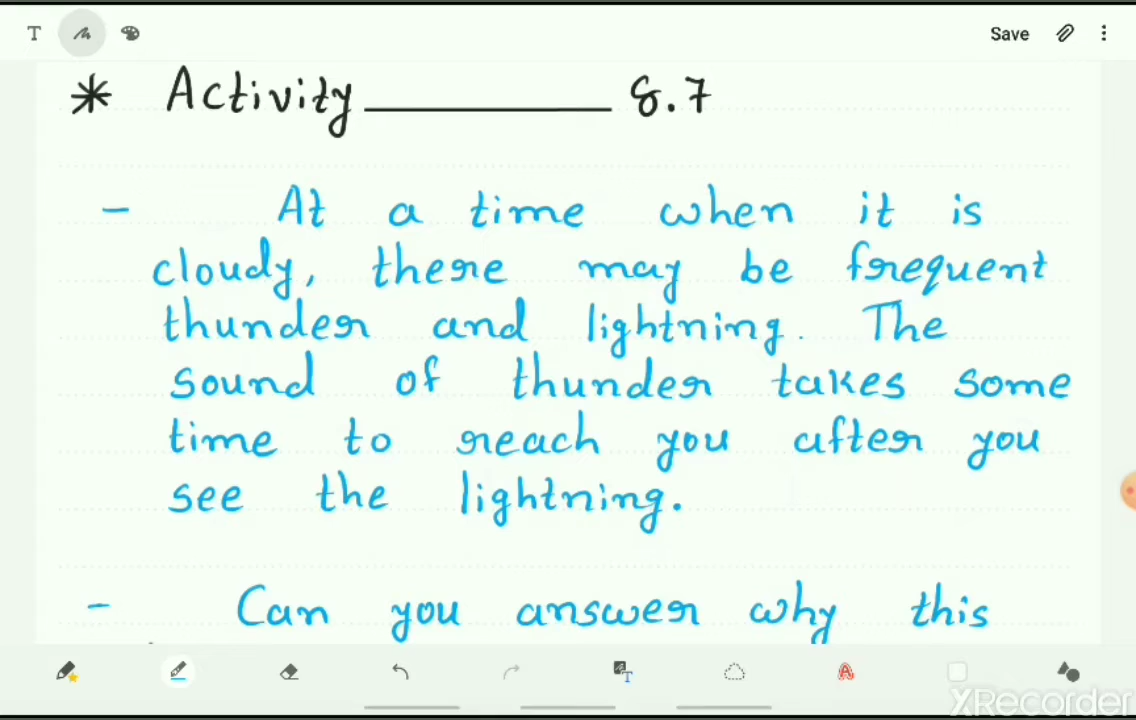 T
Save
* Activity ________ 8.7
- At a time when it is
cloudy, there may be frequent
thunder and lightning. The
sound of thunder takes some
time to reach you after you
see the lightning.
- Can you answer why this
XRecorder